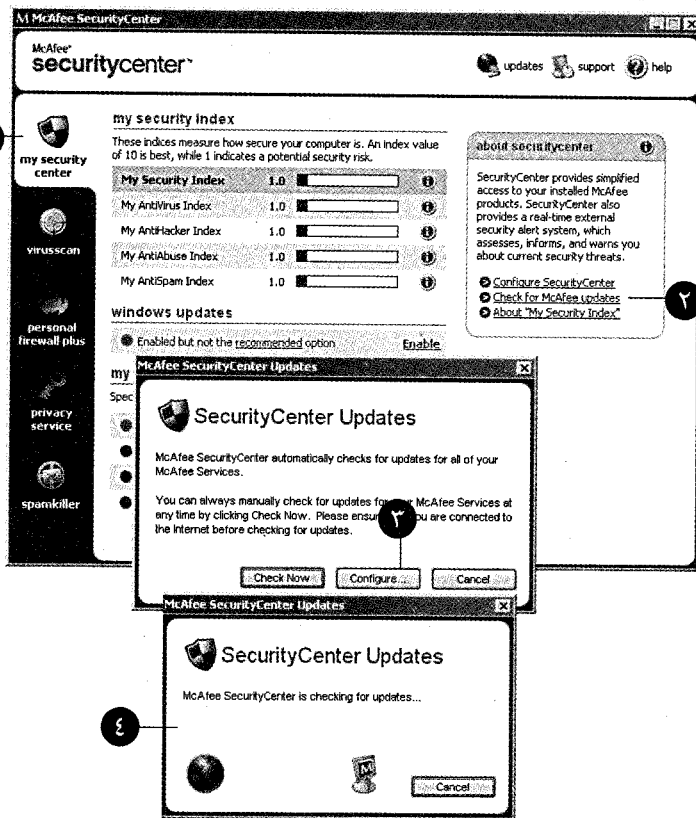 McAfee SecurityCenter
McAfee®
securitycenter™
updates support help
my security center
virusscan
personal firewall plus
privacy service
spamkiller
my security index
These indices measure how secure your computer is. An index value
of 10 is best, while 1 indicates a potential security risk.
My Security Index 1.0
My AntiVirus Index 1.0
My AntiHacker Index 1.0
My AntiAbuse Index 1.0
My AntiSpam Index 1.0
windows updates
Enabled but not the recommended option Enable
my
Spec
about securitycenter
SecurityCenter provides simplified
access to your installed McAfee
products. SecurityCenter also
provides a real-time external
security alert system, which
assesses, informs, and warns you
about current security threats.
Configure SecurityCenter
Check for McAfee updates
About "My Security Index"
٢
McAfee SecurityCenter Updates
SecurityCenter Updates
McAfee SecurityCenter automatically checks for updates for all of your
McAfee Services.
You can always manually check for updates for your McAfee Services at
any time by clicking Check Now. Please ensure you are connected to
the Internet before checking for updates.
٣
Check Now Configure... Cancel
McAfee SecurityCenter Updates
SecurityCenter Updates
McAfee SecurityCenter is checking for updates...
٤
Cancel